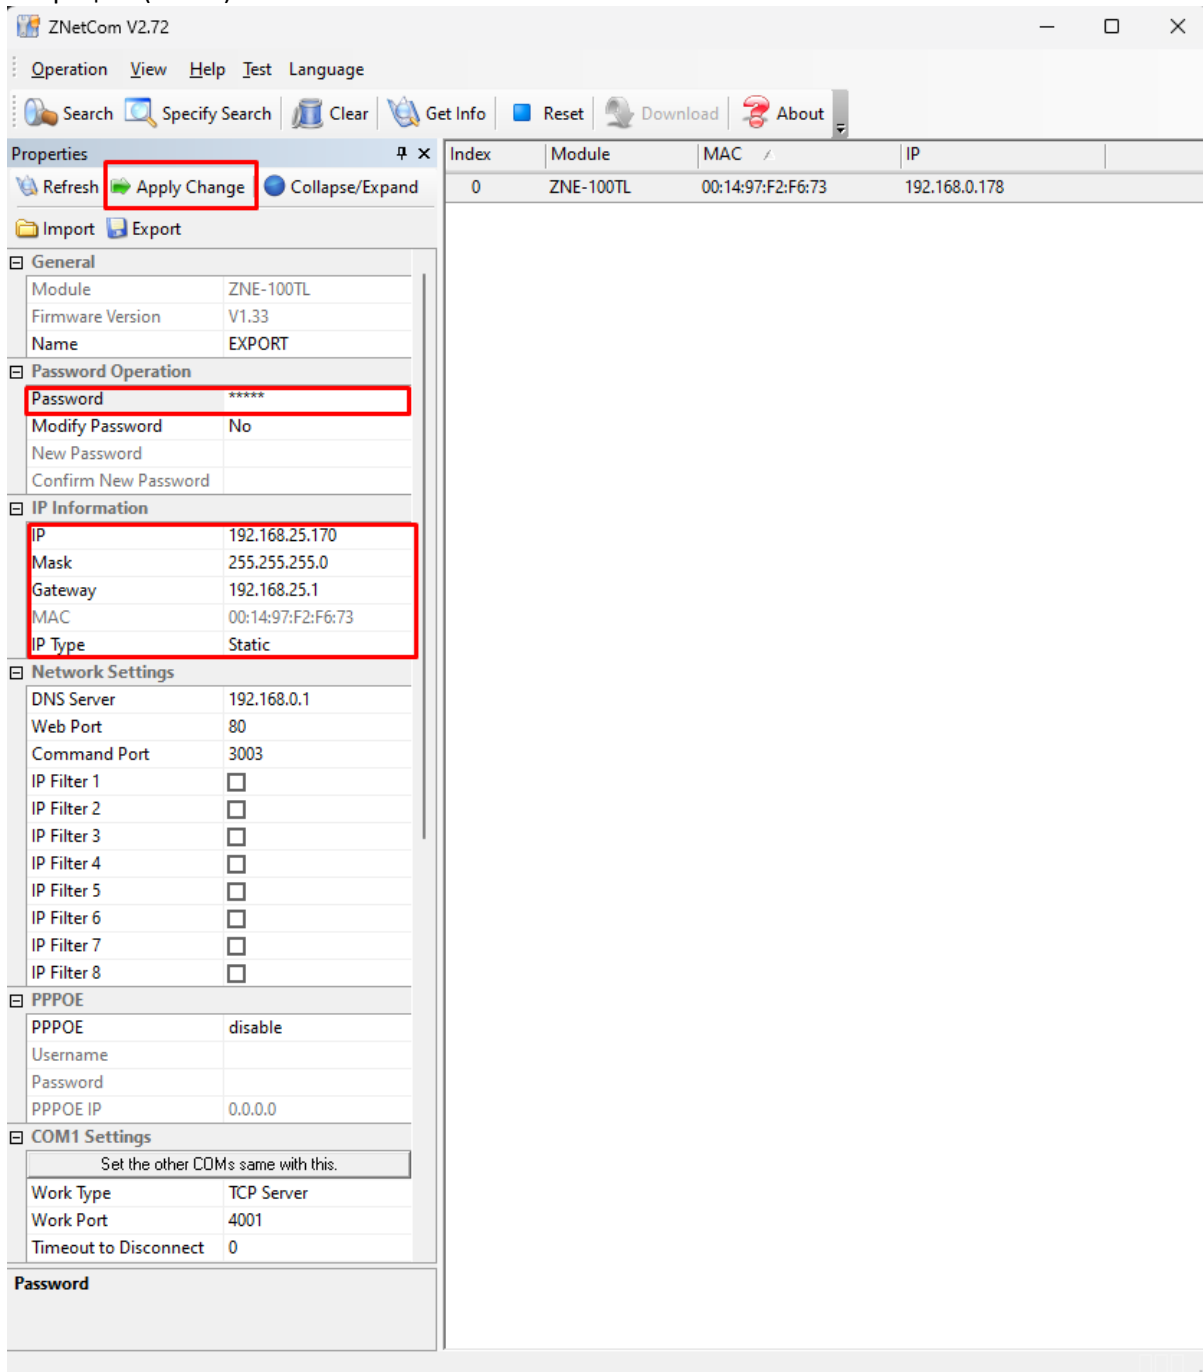 ZNetCom V2.72
Operation View Help Test Language
Search Specify Search Clear Get Info Reset Download About
Properties
Refresh Apply Change Collapse/Expand
Import Export
General
Module ZNE-100TL
Firmware Version V1.33
Name EXPORT
Password Operation
Password *****
Modify Password No
New Password
Confirm New Password
IP Information
IP 192.168.25.170
Mask 255.255.255.0
Gateway 192.168.25.1
MAC 00:14:97:F2:F6:73
IP Type Static
Network Settings
DNS Server 192.168.0.1
Web Port 80
Command Port 3003
IP Filter 1
IP Filter 2
IP Filter 3
IP Filter 4
IP Filter 5
IP Filter 6
IP Filter 7
IP Filter 8
PPPOE
PPPOE disable
Username
Password
PPPOE IP 0.0.0.0
COM1 Settings
Set the other COMs same with this.
Work Type TCP Server
Work Port 4001
Timeout to Disconnect 0
Password
Index Module MAC IP
0 ZNE-100TL 00:14:97:F2:F6:73 192.168.0.178